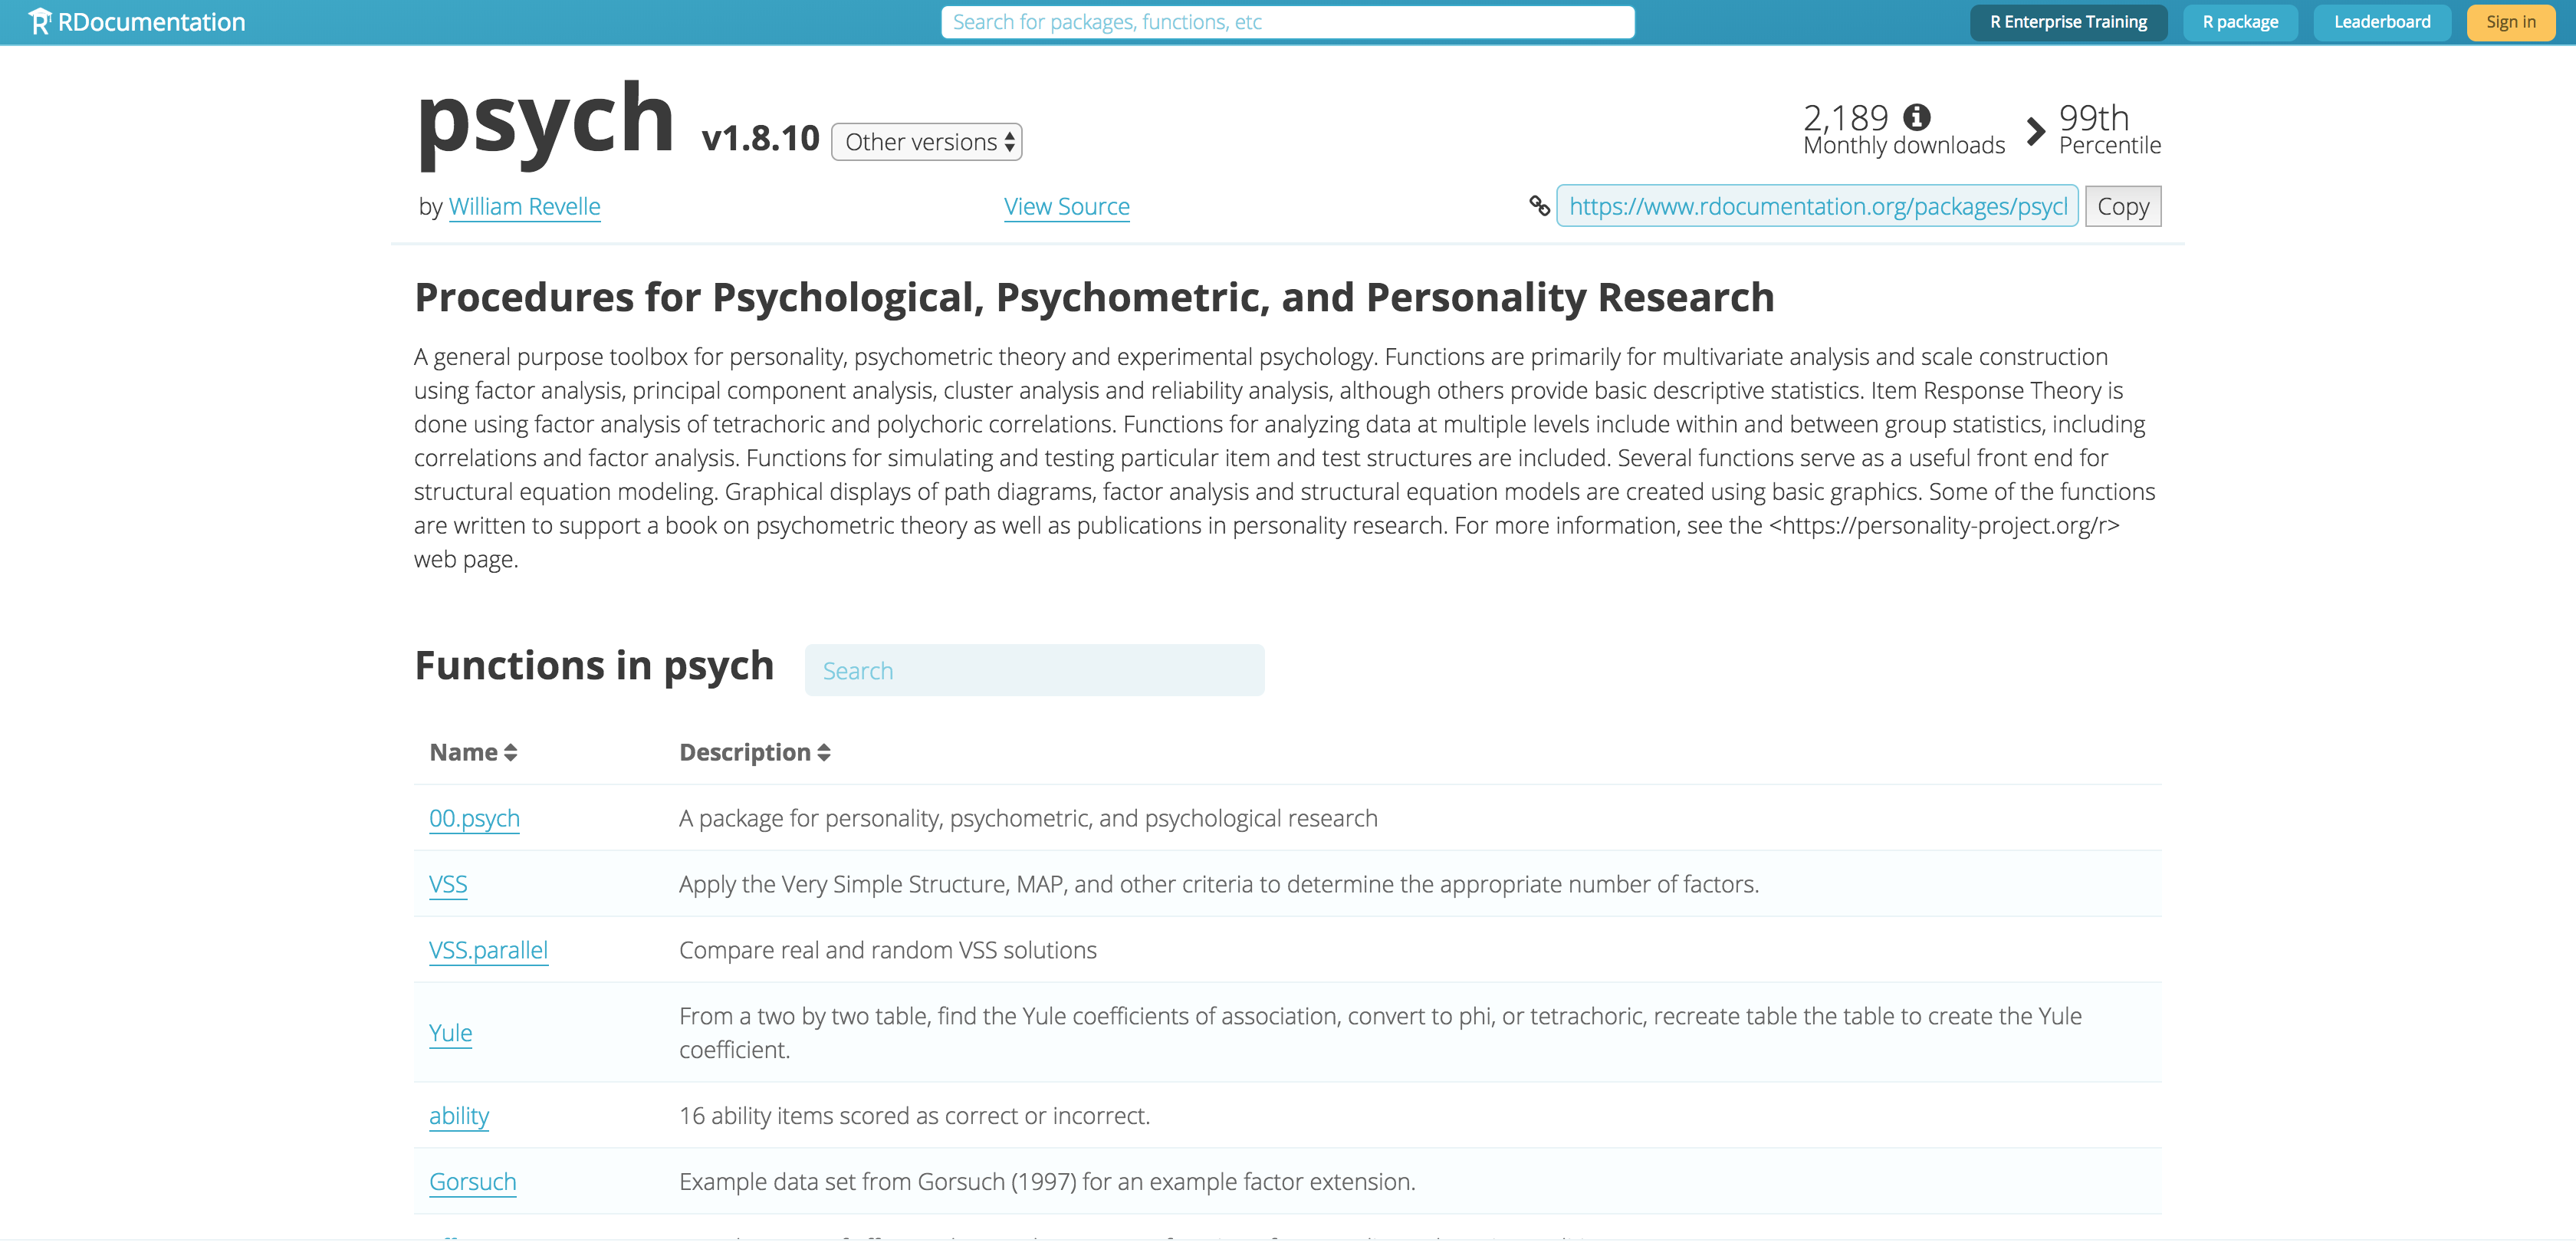 RDocumentation
Search for packages, functions, etc
R Enterprise Training
R package
Leaderboard
Sign in
psych v1.8.10
Other versions
2,189
Monthly downloads
99th
Percentile
by William Revelle
View Source
https://www.rdocumentation.org/packages/psycl
Copy
Procedures for Psychological, Psychometric, and Personality Research
A general purpose toolbox for personality, psychometric theory and experimental psychology. Functions are primarily for multivariate analysis and scale construction
using factor analysis, principal component analysis, cluster analysis and reliability analysis, although others provide basic descriptive statistics. Item Response Theory is
done using factor analysis of tetrachoric and polychoric correlations. Functions for analyzing data at multiple levels include within and between group statistics, including
correlations and factor analysis. Functions for simulating and testing particular item and test structures are included. Several functions serve as a useful front end for
structural equation modeling. Graphical displays of path diagrams, factor analysis and structural equation models are created using basic graphics. Some of the functions
are written to support a book on psychometric theory as well as publications in personality research. For more information, see the <https://personality-project.org/r>
web page.
Functions in psych
Search
Name
Description
00.psych
A package for personality, psychometric, and psychological research
VSS
Apply the Very Simple Structure, MAP, and other criteria to determine the appropriate number of factors.
VSS.parallel
Compare real and random VSS solutions
Yule
From a two by two table, find the Yule coefficients of association, convert to phi, or tetrachoric, recreate table the table to create the Yule
coefficient.
ability
16 ability items scored as correct or incorrect.
Gorsuch
Example data set from Gorsuch (1997) for an example factor extension.